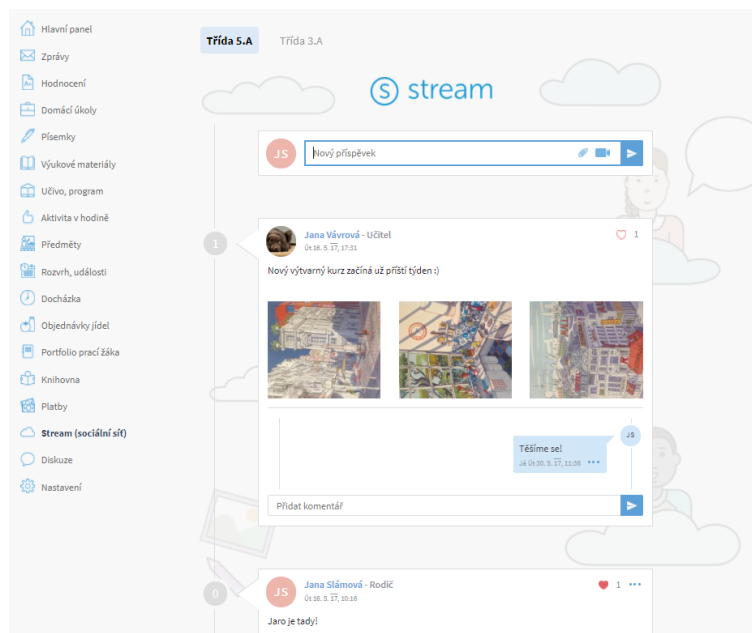 Hlavní panel
Zprávy
Hodnocení
Domácí úkoly
Písemky
Výukové materiály
Učivo, program
Aktivita v hodině
Předměty
Rozvrh, události
Docházka
Objednávky jídel
Portfolio prací žáka
Knihovna
Platby
Stream (sociální síť)
Diskuze
Nastavení
Třída 5.A Třída 3.A
S stream
JS Nový příspěvek
1
Jana Vávrová - Učitel 1
Út 16. 5. 17, 17:31
Nový výtvarný kurz začíná už příští týden :)
JS
Těšíme se!
Já Út 30. 5. 17, 11:36
Přidat komentář
0
JS Jana Slámová - Rodič 1
Út 16. 5. 17, 10:16
Jaro je tady!